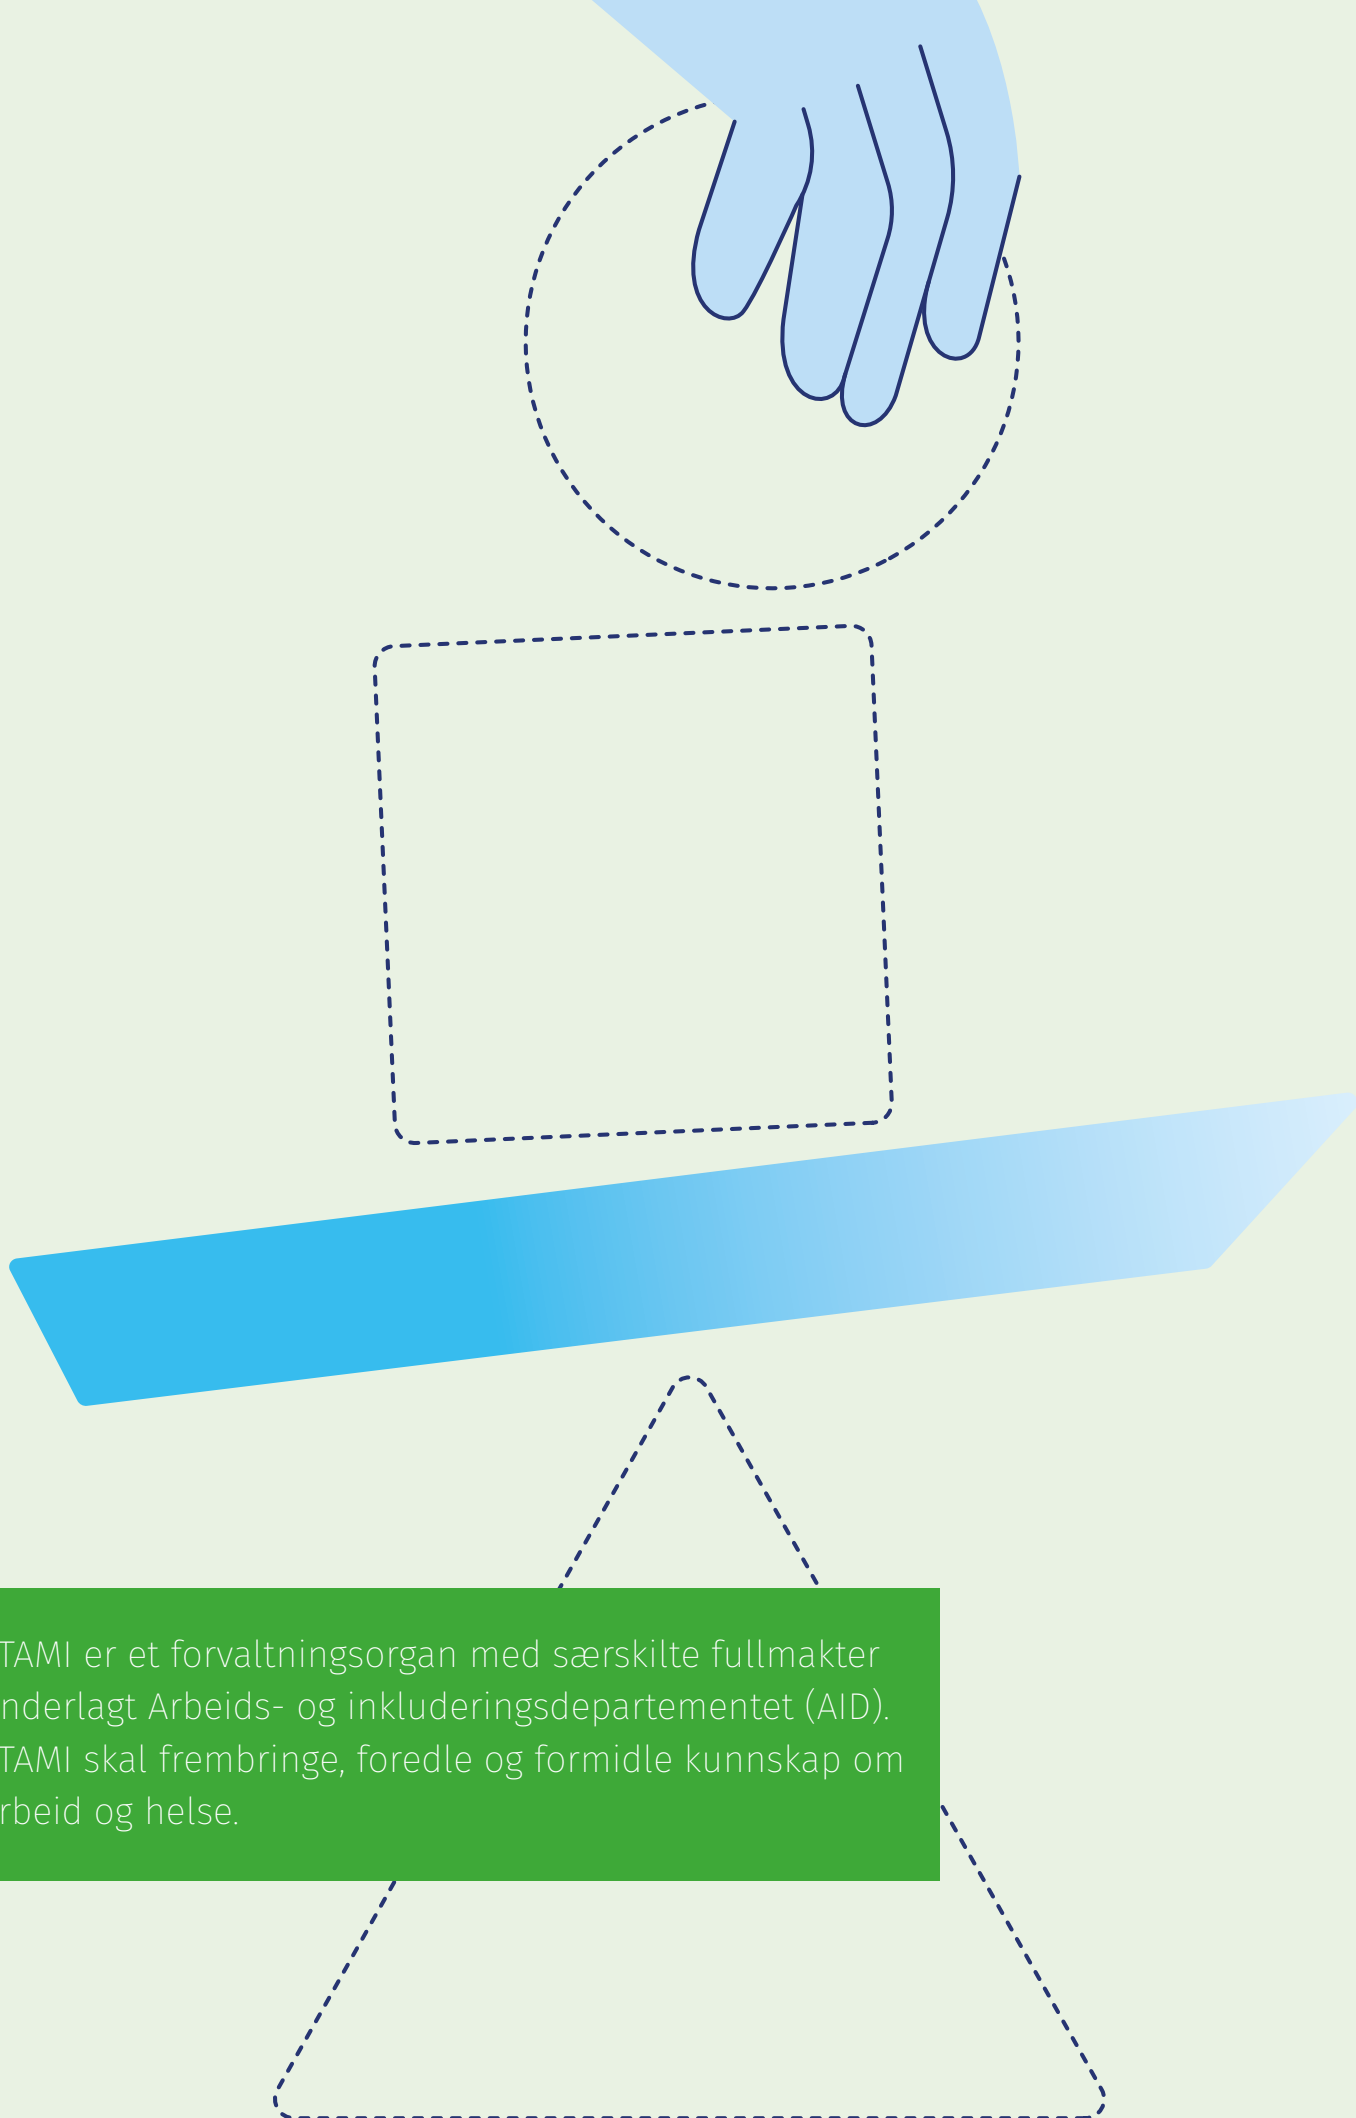 TAMI er et forvaltningsorgan med særskilte fullmakter
nderlagt Arbeids- og inkluderingsdepartementet (AID).
TAMI skal frembringe, foredle og formidle kunnskap om
rbeid og helse.